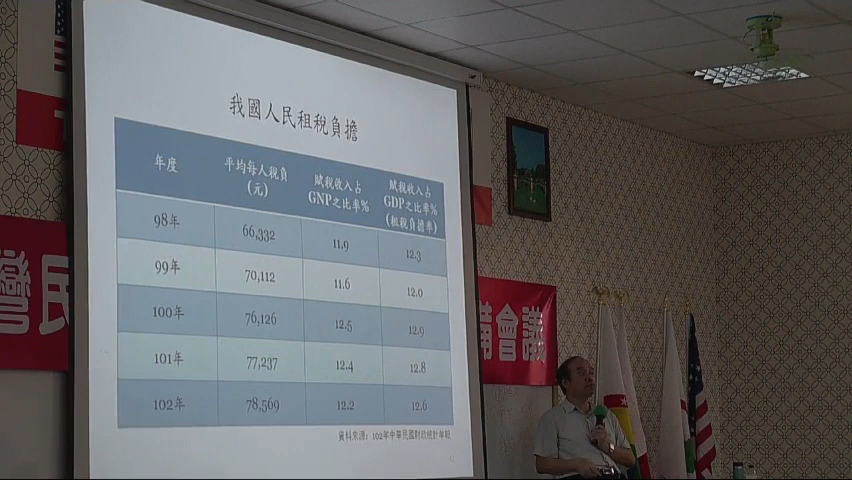 我國人民租稅負擔
年度 平均每人稅負(元) 賦稅收入占GNP之比率% 賦稅收入占GDP之比率%(租稅負擔率)
98年 66,332 11.9 12.3
99年 70,112 11.6 12.0
100年 76,126 12.5 12.9
101年 77,237 12.4 12.8
102年 78,569 12.2 12.6
資料來源：102年中華民國財政統計年報
灣民
備會議